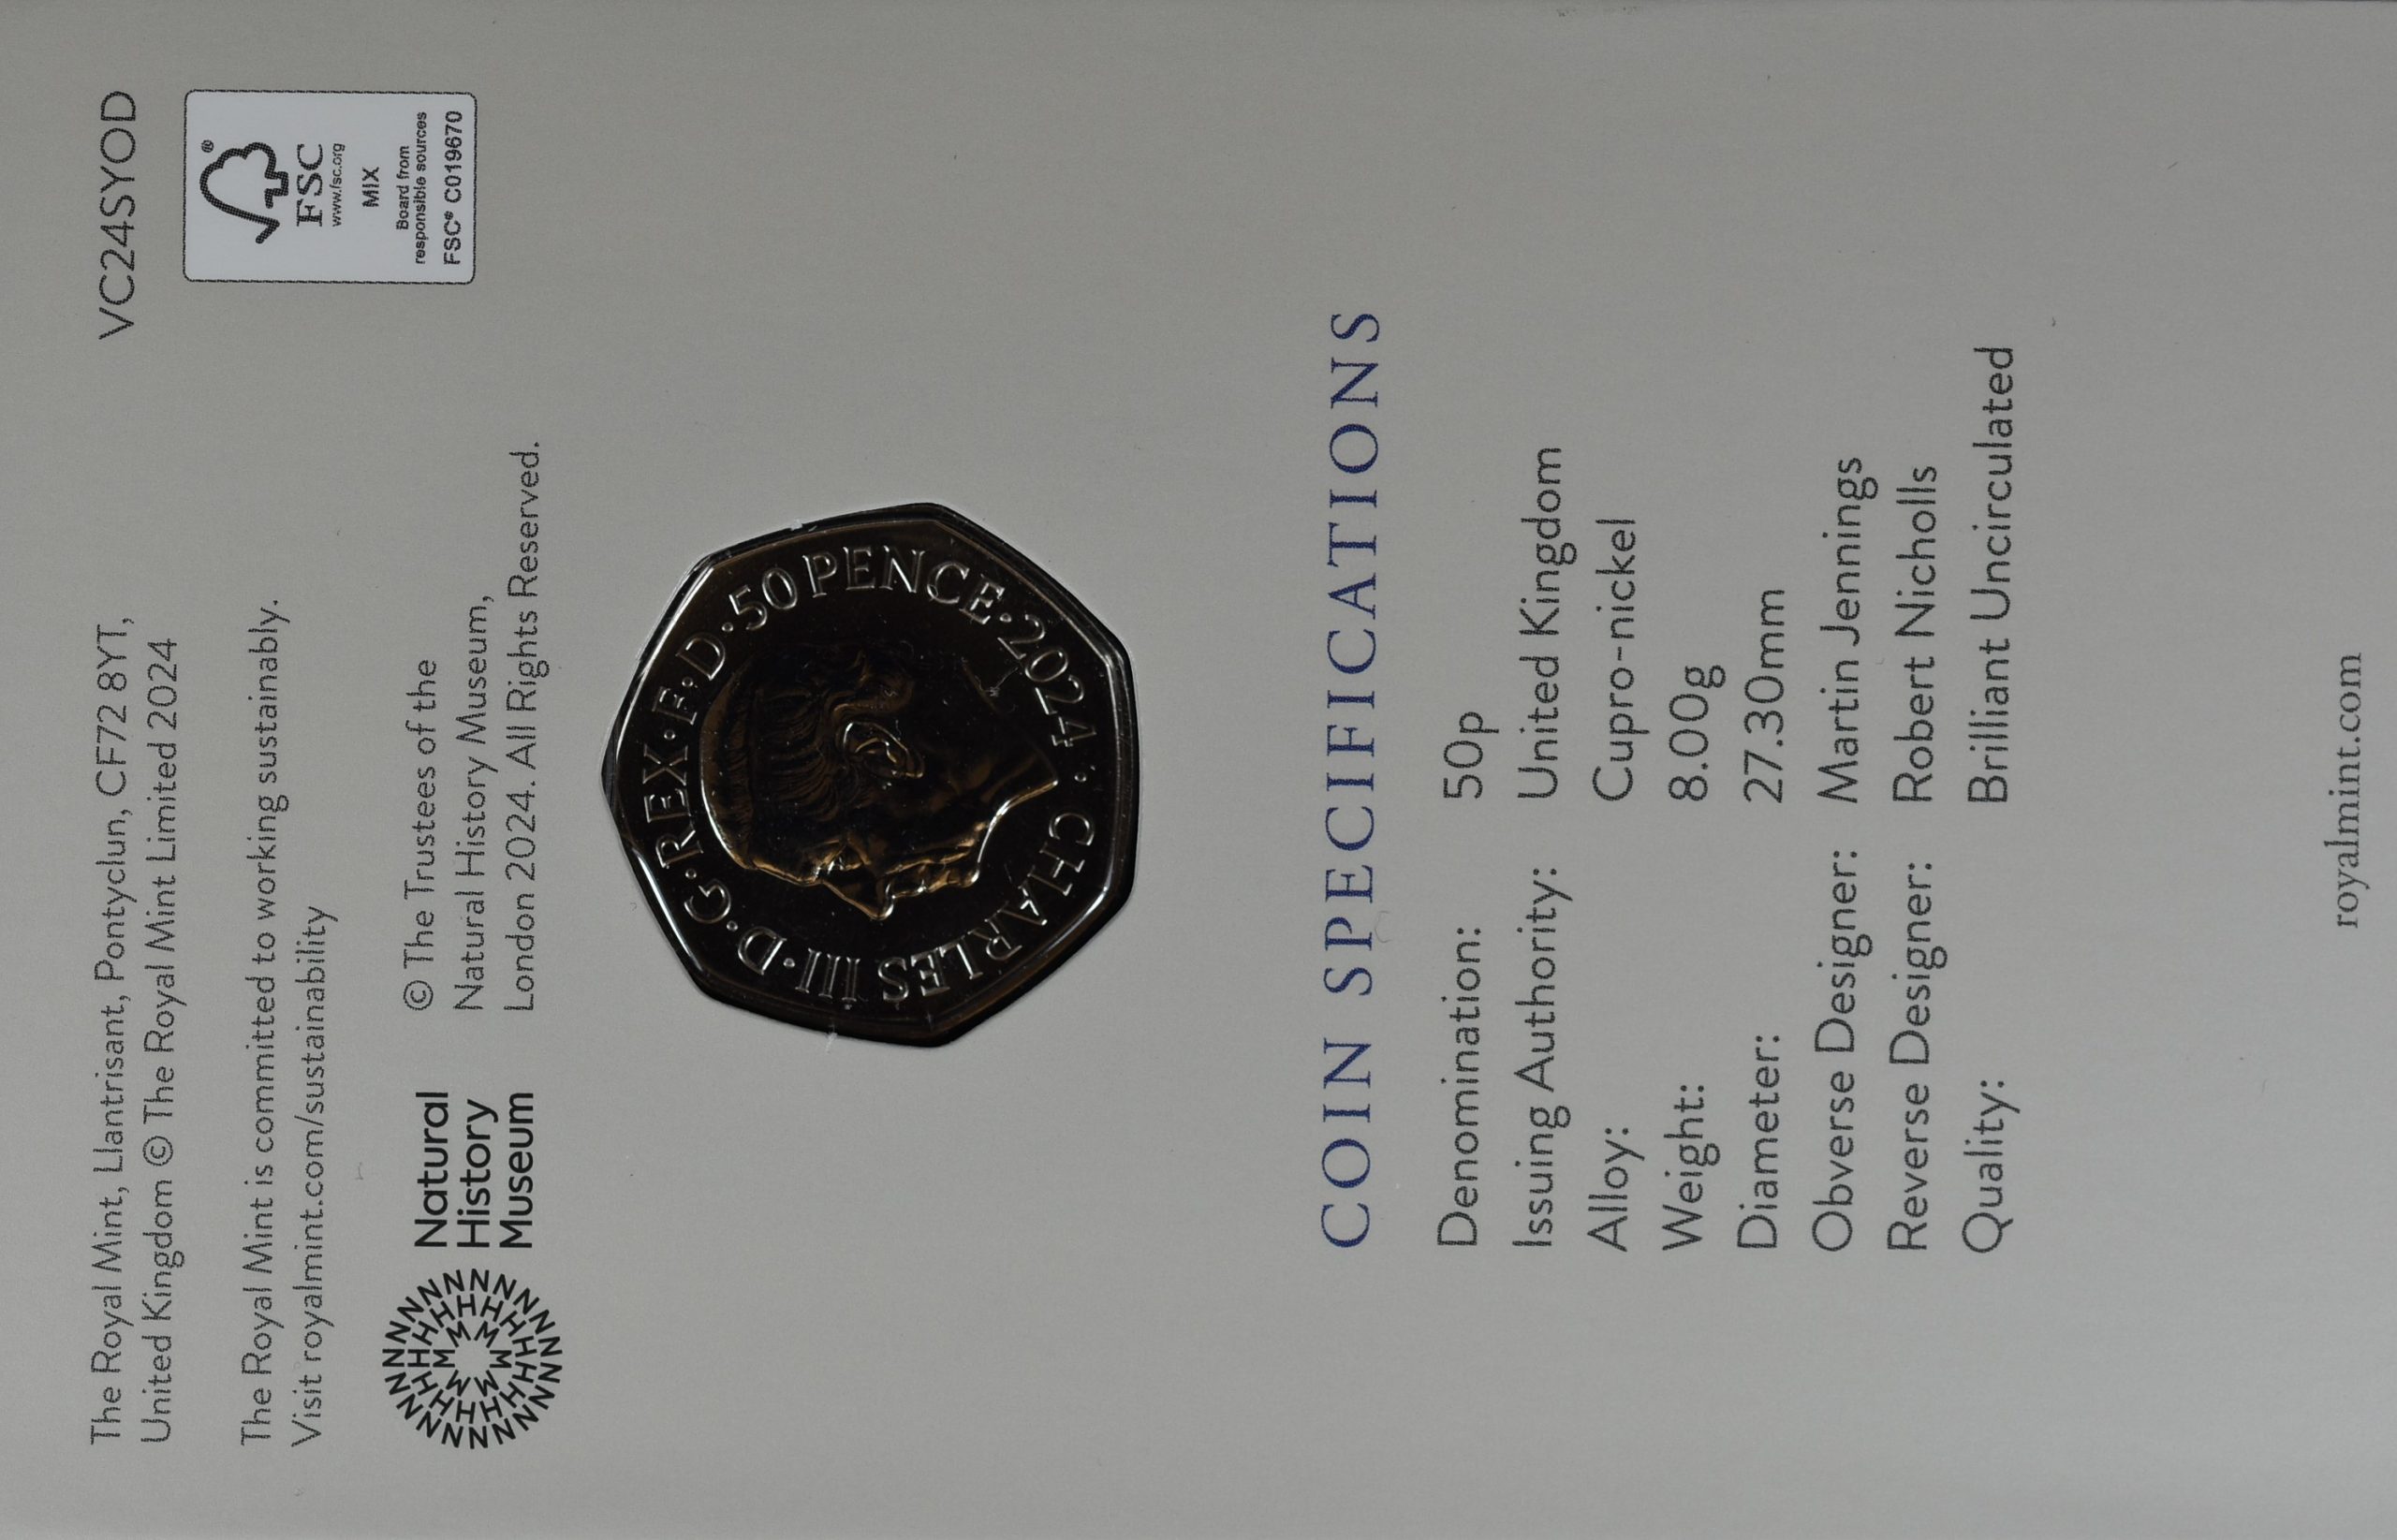 The Royal Mint, Llantrisant, Pontyclun, CF72 8YT,
United Kingdom © The Royal Mint Limited 2024
VC24SYOD
The Royal Mint is committed to working sustainably.
Visit royalmint.com/sustainability
®
FSC
www.fsc.org
MIX
Board from
responsible sources
FSC® C019670
Natural
History
Museum
© The Trustees of the
Natural History Museum,
London 2024. All Rights Reserved.
CHARLES III · D · G · REX · F · D · 50 PENCE · 2024 ·
COIN SPECIFICATIONS
Denomination: 50p
Issuing Authority: United Kingdom
Alloy: Cupro-nickel
Weight: 8.00g
Diameter: 27.30mm
Obverse Designer: Martin Jennings
Reverse Designer: Robert Nicholls
Quality: Brilliant Uncirculated
royalmint.com